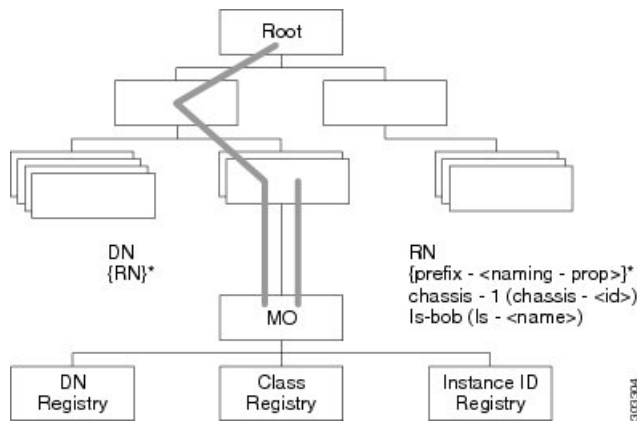 Root
DN
{RN}*
RN
{prefix - <naming - prop>}*
chassis - 1 (chassis - <id>)
ls-bob (ls - <name>)
MO
DN
Registry
Class
Registry
Instance ID
Registry